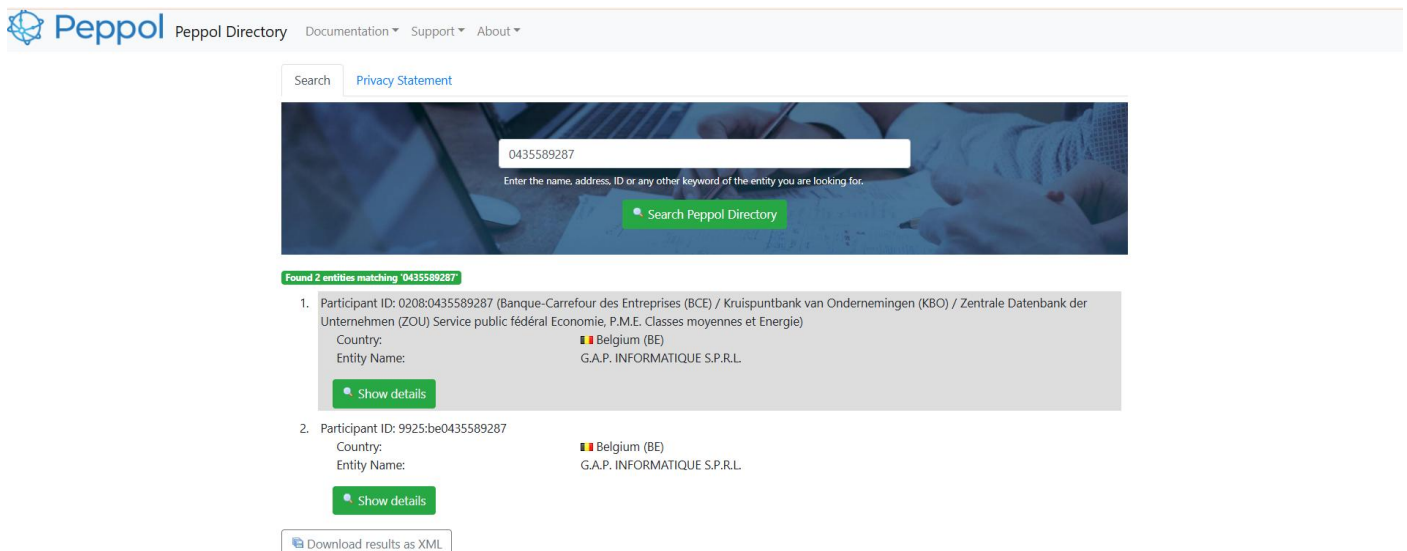 Peppol Peppol Directory Documentation Support About
Search Privacy Statement
0435589287
Enter the name, address, ID or any other keyword of the entity you are looking for.
Search Peppol Directory
Found 2 entities matching '0435589287'
1. Participant ID: 0208:0435589287 (Banque-Carrefour des Entreprises (BCE) / Kruispuntbank van Ondernemingen (KBO) / Zentrale Datenbank der
Unternehmen (ZOU) Service public fédéral Economie, P.M.E. Classes moyennes et Energie)
Country: Belgium (BE)
Entity Name: G.A.P. INFORMATIQUE S.P.R.L.
Show details
2. Participant ID: 9925:be0435589287
Country: Belgium (BE)
Entity Name: G.A.P. INFORMATIQUE S.P.R.L.
Show details
Download results as XML